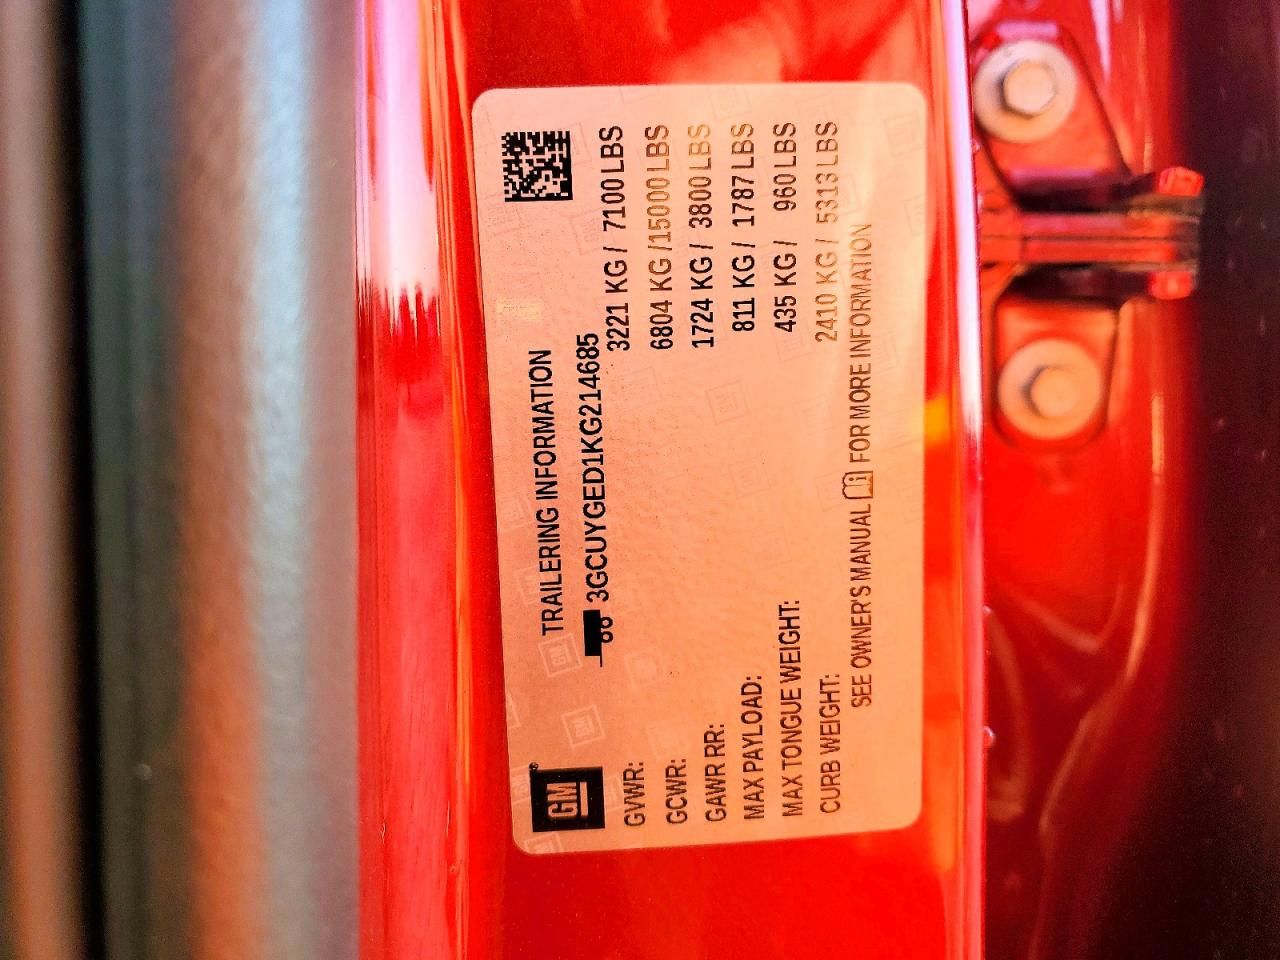 GM
TRAILERING INFORMATION
3GCUYGED1KG214685
GVWR: 3221 KG / 7100 LBS
GCWR: 6804 KG / 15000 LBS
GAWR RR: 1724 KG / 3800 LBS
MAX PAYLOAD: 811 KG / 1787 LBS
MAX TONGUE WEIGHT: 435 KG / 960 LBS
CURB WEIGHT: 2410 KG / 5313 LBS
SEE OWNER'S MANUAL FOR MORE INFORMATION